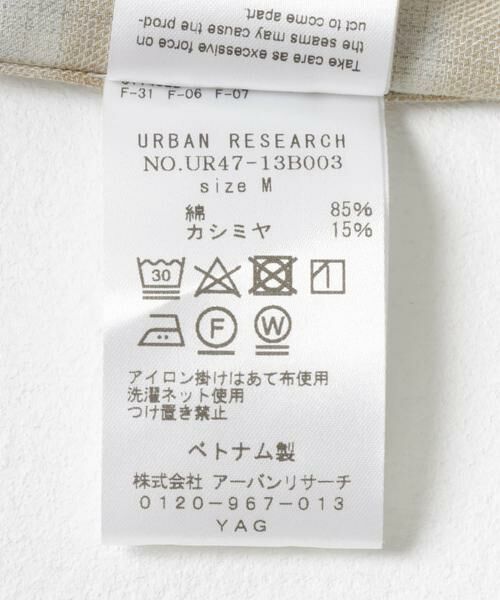 Take care as excessive force on
the seams may cause the prod-
uct to come apart.
F-31 F-06 F-07
URBAN RESEARCH
NO.UR47-13B003
size M
綿 85%
カシミヤ 15%
30
F
W
アイロン掛けはあて布使用
洗濯ネット使用
つけ置き禁止
ベトナム製
株式会社 アーバンリサーチ
0120-967-013
YAG